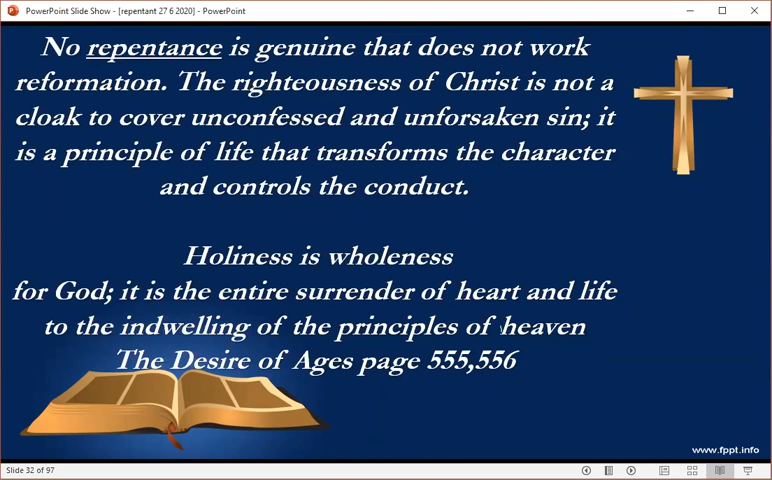 PowerPoint Slide Show - [repentant 27 6 2020] - PowerPoint
No repentance is genuine that does not work
reformation. The righteousness of Christ is not a
cloak to cover unconfessed and unforsaken sin; it
is a principle of life that transforms the character
and controls the conduct.
Holiness is wholeness
for God; it is the entire surrender of heart and life
to the indwelling of the principles of heaven
The Desire of Ages page 555,556
www.fppt.info
Slide 32 of 97